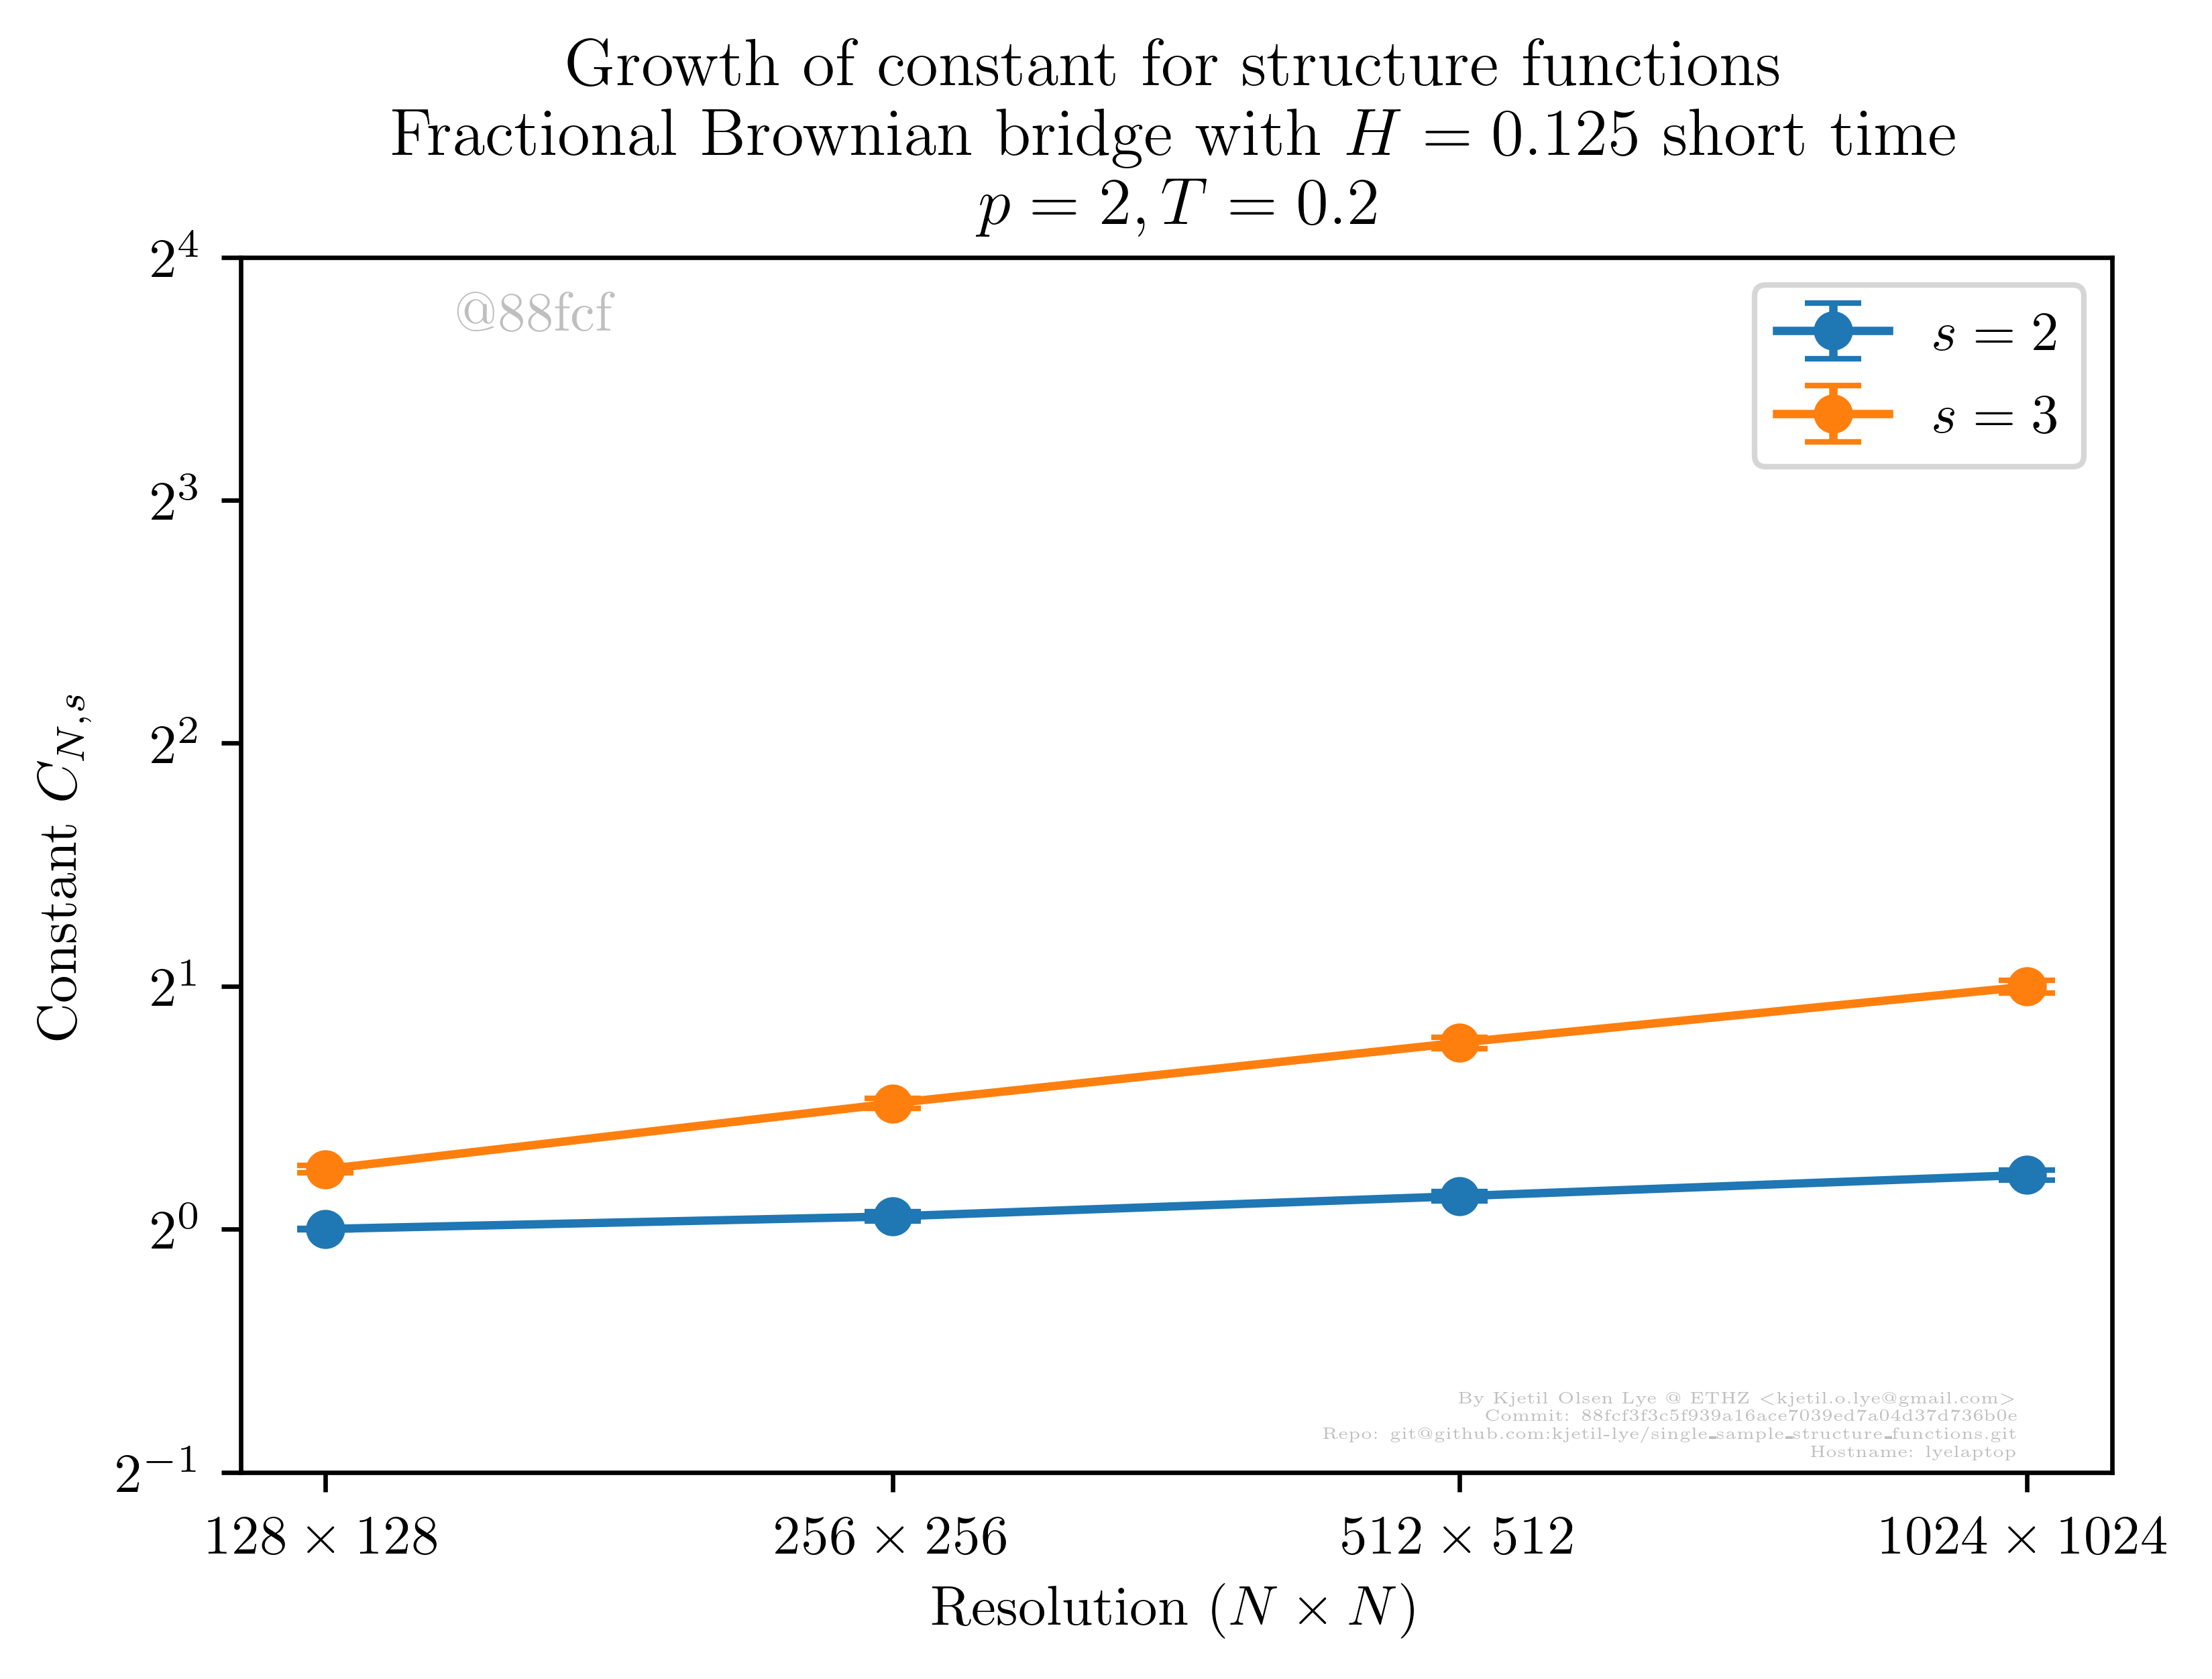 Growth of constant for structure functions
Fractional Brownian bridge with H = 0.125 short time
p = 2, T = 0.2
@88fcf
s = 2
s = 3
2^4
2^3
2^2
2^1
2^0
2^-1
Constant C_{N,s}
By Kjetil Olsen Lye @ ETHZ <kjetil.o.lye@gmail.com>
Commit: 88fcf3f3c5f939a16ace7039ed7a04d37d736b0e
Repo: git@github.com:kjetil-lye/single_sample_structure_functions.git
Hostname: lyelaptop
128 × 128
256 × 256
512 × 512
1024 × 1024
Resolution (N × N)